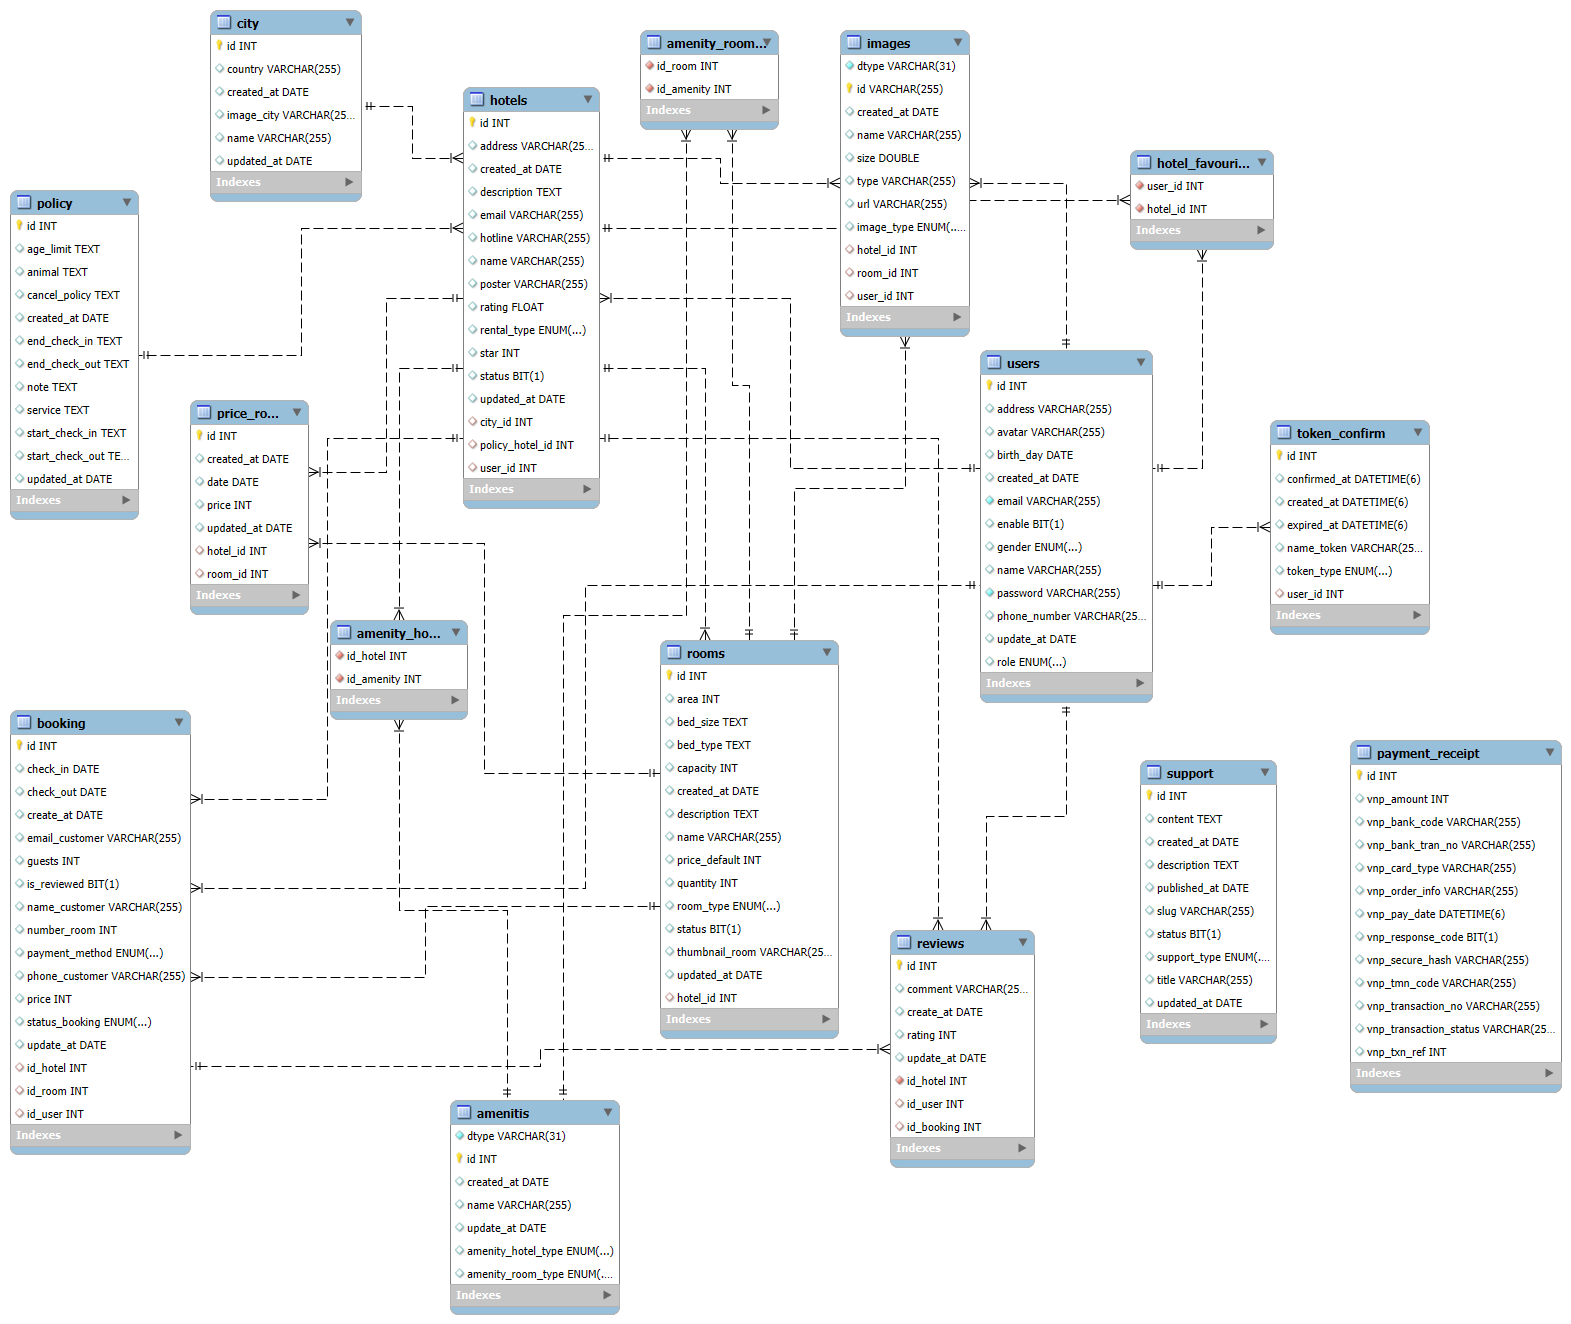 city
id INT
country VARCHAR(255)
created_at DATE
image_city VARCHAR(25...
name VARCHAR(255)
updated_at DATE
Indexes
hotels
id INT
address VARCHAR(25...
created_at DATE
description TEXT
email VARCHAR(255)
hotline VARCHAR(255)
name VARCHAR(255)
poster VARCHAR(255)
rating FLOAT
rental_type ENUM(...)
star INT
status BIT(1)
updated_at DATE
city_id INT
policy_hotel_id INT
user_id INT
Indexes
amenity_room...
id_room INT
id_amenity INT
Indexes
images
dtype VARCHAR(31)
id VARCHAR(255)
created_at DATE
name VARCHAR(255)
size DOUBLE
type VARCHAR(255)
url VARCHAR(255)
image_type ENUM(...
hotel_id INT
room_id INT
user_id INT
Indexes
hotel_favouri...
user_id INT
hotel_id INT
Indexes
policy
id INT
age_limit TEXT
animal TEXT
cancel_policy TEXT
created_at DATE
end_check_in TEXT
end_check_out TEXT
note TEXT
service TEXT
start_check_in TEXT
start_check_out TE...
updated_at DATE
Indexes
price_ro...
id INT
created_at DATE
date DATE
price INT
updated_at DATE
hotel_id INT
room_id INT
Indexes
users
id INT
address VARCHAR(255)
avatar VARCHAR(255)
birth_day DATE
created_at DATE
email VARCHAR(255)
enable BIT(1)
gender ENUM(...)
name VARCHAR(255)
password VARCHAR(255)
phone_number VARCHAR(25...
update_at DATE
role ENUM(...)
Indexes
token_confirm
id INT
confirmed_at DATETIME(6)
created_at DATETIME(6)
expired_at DATETIME(6)
name_token VARCHAR(25...
token_type ENUM(...)
user_id INT
Indexes
amenity_ho...
id_hotel INT
id_amenity INT
Indexes
rooms
id INT
area INT
bed_size TEXT
bed_type TEXT
capacity INT
created_at DATE
description TEXT
name VARCHAR(255)
price_default INT
quantity INT
room_type ENUM(...)
status BIT(1)
thumbnail_room VARCHAR(25...
updated_at DATE
hotel_id INT
Indexes
booking
id INT
check_in DATE
check_out DATE
create_at DATE
email_customer VARCHAR(255)
guests INT
is_reviewed BIT(1)
name_customer VARCHAR(255)
number_room INT
payment_method ENUM(...)
phone_customer VARCHAR(255)
price INT
status_booking ENUM(...)
update_at DATE
id_hotel INT
id_room INT
id_user INT
Indexes
support
id INT
content TEXT
created_at DATE
description TEXT
published_at DATE
slug VARCHAR(255)
status BIT(1)
support_type ENUM(...
title VARCHAR(255)
updated_at DATE
Indexes
payment_receipt
id INT
vnp_amount INT
vnp_bank_code VARCHAR(255)
vnp_bank_tran_no VARCHAR(255)
vnp_card_type VARCHAR(255)
vnp_order_info VARCHAR(255)
vnp_pay_date DATETIME(6)
vnp_response_code BIT(1)
vnp_secure_hash VARCHAR(255)
vnp_tmn_code VARCHAR(255)
vnp_transaction_no VARCHAR(255)
vnp_transaction_status VARCHAR(25...
vnp_txn_ref INT
Indexes
reviews
id INT
comment VARCHAR(25...
create_at DATE
rating INT
update_at DATE
id_hotel INT
id_user INT
id_booking INT
Indexes
amenitis
dtype VARCHAR(31)
id INT
created_at DATE
name VARCHAR(255)
update_at DATE
amenity_hotel_type ENUM(...)
amenity_room_type ENUM(...
Indexes